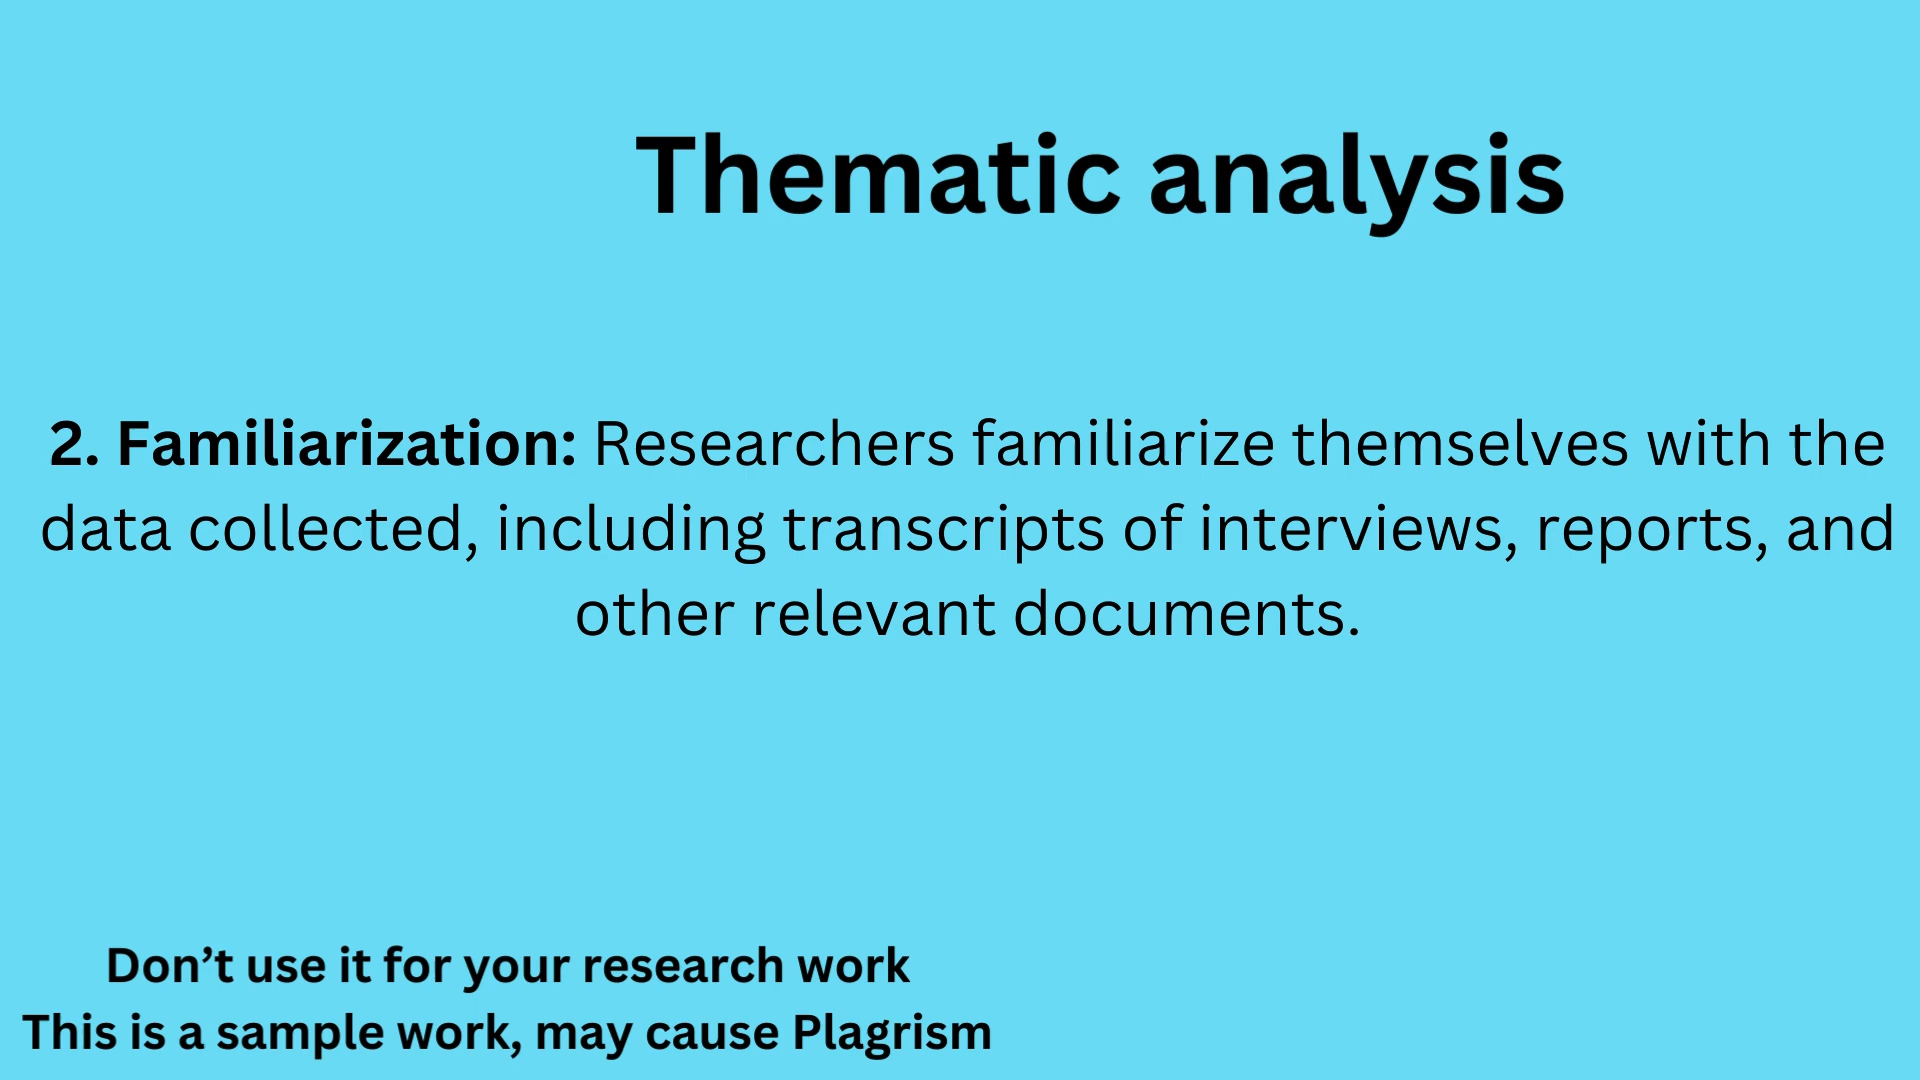 Thematic analysis
2. Familiarization: Researchers familiarize themselves with the
data collected, including transcripts of interviews, reports, and
other relevant documents.
Don’t use it for your research work
This is a sample work, may cause Plagrism